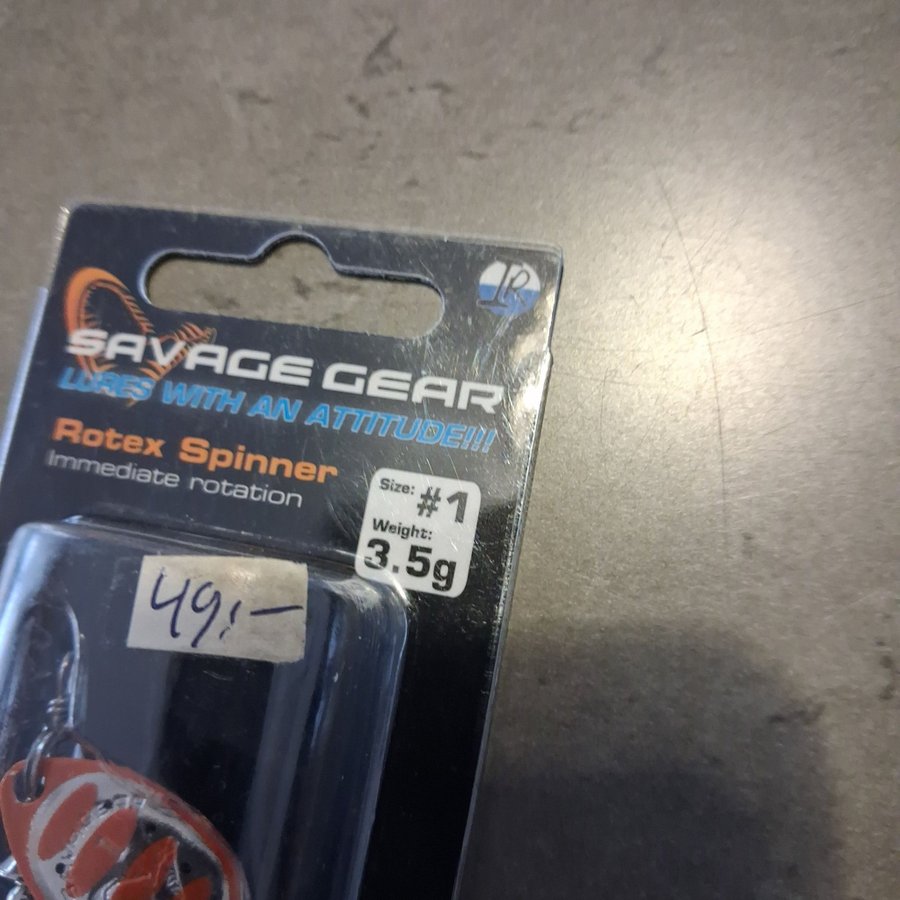 SAVAGE GEAR
LURES WITH AN ATTITUDE!!!
Rotex Spinner
Immediate rotation
Size: #1
Weight:
3.5g
49,-